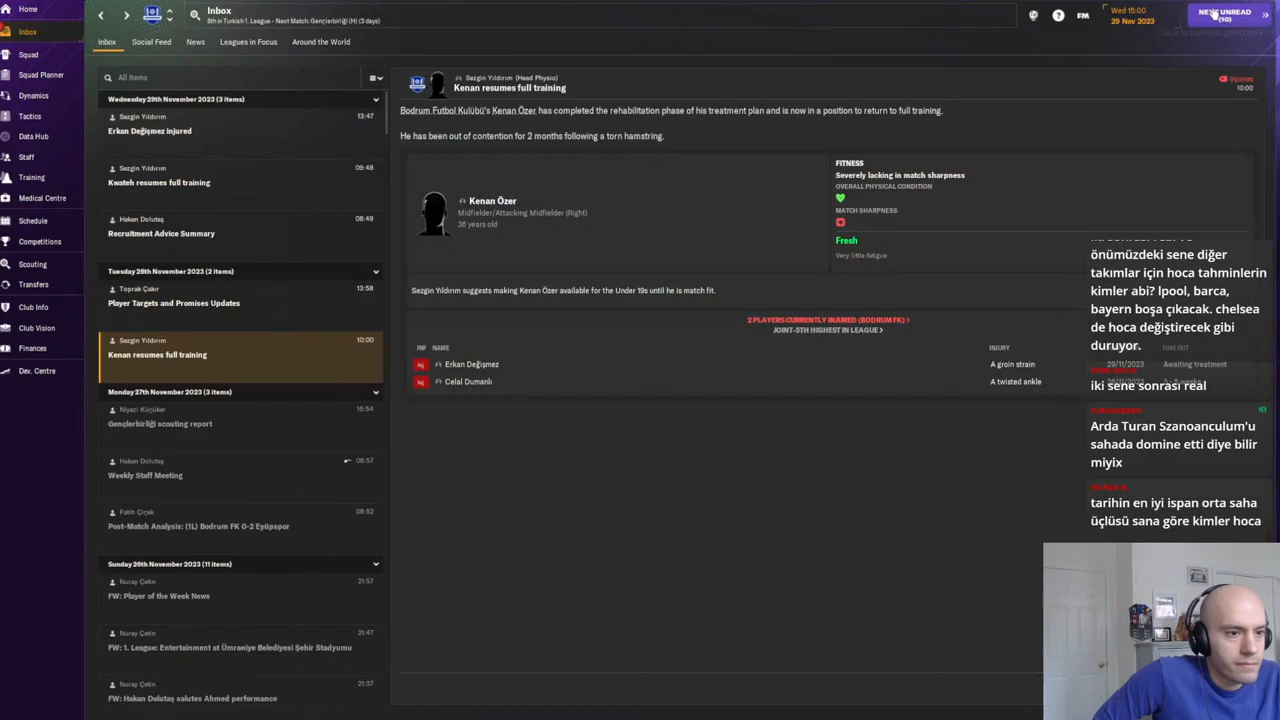 Home
Inbox
8th in Turkish 1. League - Next Match: Gençlerbirliği (H) (3 days)
FM
Wed 15:00
29 Nov 2023
NEXT UNREAD
(10)
Inbox
Inbox
Social Feed
News
Leagues in Focus
Around the World
Squad
Squad Planner
Dynamics
Tactics
Data Hub
Staff
Training
Medical Centre
Schedule
Competitions
Scouting
Transfers
Club Info
Club Vision
Finances
Dev. Centre
All Items
Wednesday 29th November 2023 (3 items)
Sezgin Yıldırım 13:47
Erkan Değişmez injured
Sezgin Yıldırım 09:48
Kwateh resumes full training
Hakan Dolutaş 08:49
Recruitment Advice Summary
Tuesday 28th November 2023 (2 items)
Toprak Çakır 13:58
Player Targets and Promises Updates
Sezgin Yıldırım 10:00
Kenan resumes full training
Monday 27th November 2023 (3 items)
Niyazi Küçüker 16:54
Gençlerbirliği scouting report
Hakan Dolutaş 08:57
Weekly Staff Meeting
Fatih Çiçek 08:52
Post-Match Analysis: (1L) Bodrum FK 0-2 Eyüpspor
Sunday 26th November 2023 (11 items)
Nuray Çetin 21:57
FW: Player of the Week News
Nuray Çetin 21:47
FW: 1. League: Entertainment at Ümraniye Belediyesi Şehir Stadyumu
Nuray Çetin 21:37
FW: Hakan Dolutaş salutes Ahmed performance
Sezgin Yıldırım (Head Physio)
Kenan resumes full training
Injuries
10:00
Bodrum Futbol Kulübü's Kenan Özer has completed the rehabilitation phase of his treatment plan and is now in a position to return to full training.
He has been out of contention for 2 months following a torn hamstring.
Kenan Özer
Midfielder/Attacking Midfielder (Right)
36 years old
FITNESS
Severely lacking in match sharpness
OVERALL PHYSICAL CONDITION
MATCH SHARPNESS
Fresh
Very little fatigue
Sezgin Yıldırım suggests making Kenan Özer available for the Under 19s until he is match fit.
2 PLAYERS CURRENTLY INJURED (BODRUM FK)
JOINT-5TH HIGHEST IN LEAGUE
INF NAME INJURY TIME OUT
Inj Erkan Değişmez A groin strain 29/11/2023 Awaiting treatment
Inj Celal Dumanlı A twisted ankle
önümüzdeki sene diğer
takımlar için hoca tahminlerin
kimler abi? lpool, barca,
bayern boşa çıkacak. chelsea
de hoca değiştirecek gibi
duruyor.
iki sene sonrası real
Arda Turan Szanoanculum'u
sahada domine etti diye bilir
miyix
tarihin en iyi ispan orta saha
üçlüsü sana göre kimler hoca